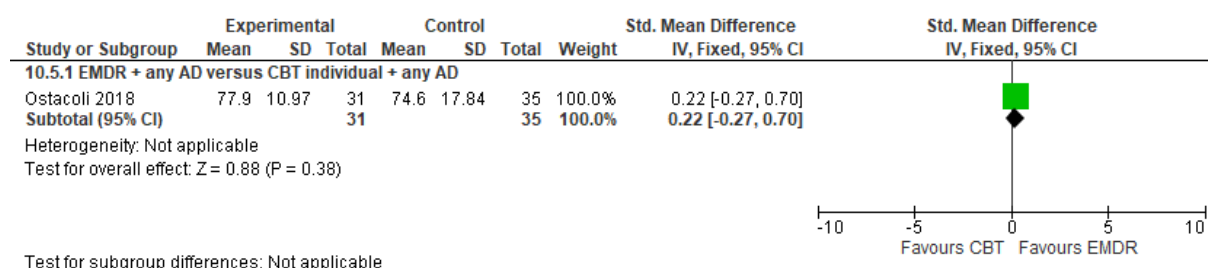 Experimental Control Std. Mean Difference Std. Mean Difference
Study or Subgroup Mean SD Total Mean SD Total Weight IV, Fixed, 95% CI IV, Fixed, 95% CI
10.5.1 EMDR + any AD versus CBT individual + any AD
Ostacoli 2018 77.9 10.97 31 74.6 17.84 35 100.0% 0.22 [-0.27, 0.70]
Subtotal (95% CI) 31 35 100.0% 0.22 [-0.27, 0.70]
Heterogeneity: Not applicable
Test for overall effect: Z = 0.88 (P = 0.38)
-10 -5 0 5 10
Favours CBT Favours EMDR
Test for subgroup differences: Not applicable